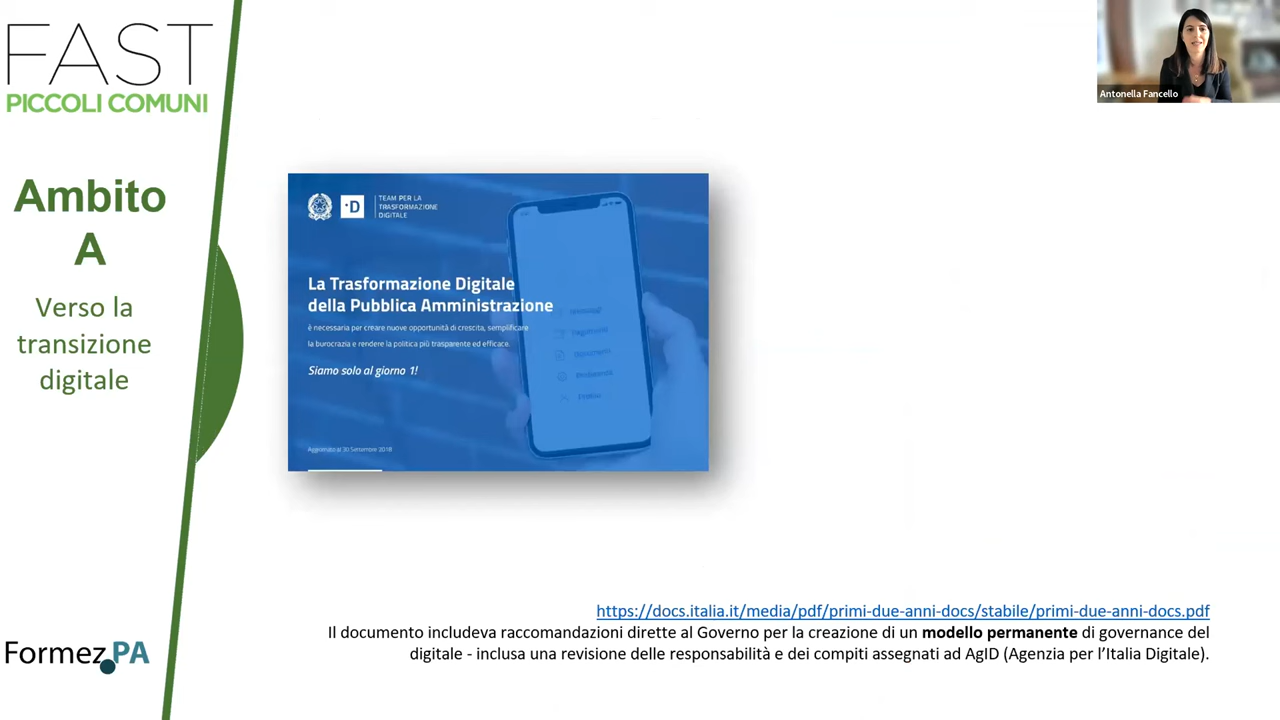 FAST
PICCOLI COMUNI
Antonella Fancello
Ambito
A
Verso la
transizione
digitale
·D
TEAM PER LA
TRASFORMAZIONE
DIGITALE
La Trasformazione Digitale
della Pubblica Amministrazione
è necessaria per creare nuove opportunità di crescita, semplificare
la burocrazia e rendere la politica più trasparente ed efficace.
Siamo solo al giorno 1!
Aggiornato al 30 Settembre 2018
https://docs.italia.it/media/pdf/primi-due-anni-docs/stabile/primi-due-anni-docs.pdf
Il documento includeva raccomandazioni dirette al Governo per la creazione di un modello permanente di governance del
digitale - inclusa una revisione delle responsabilità e dei compiti assegnati ad AgID (Agenzia per l’Italia Digitale).
Formez.PA